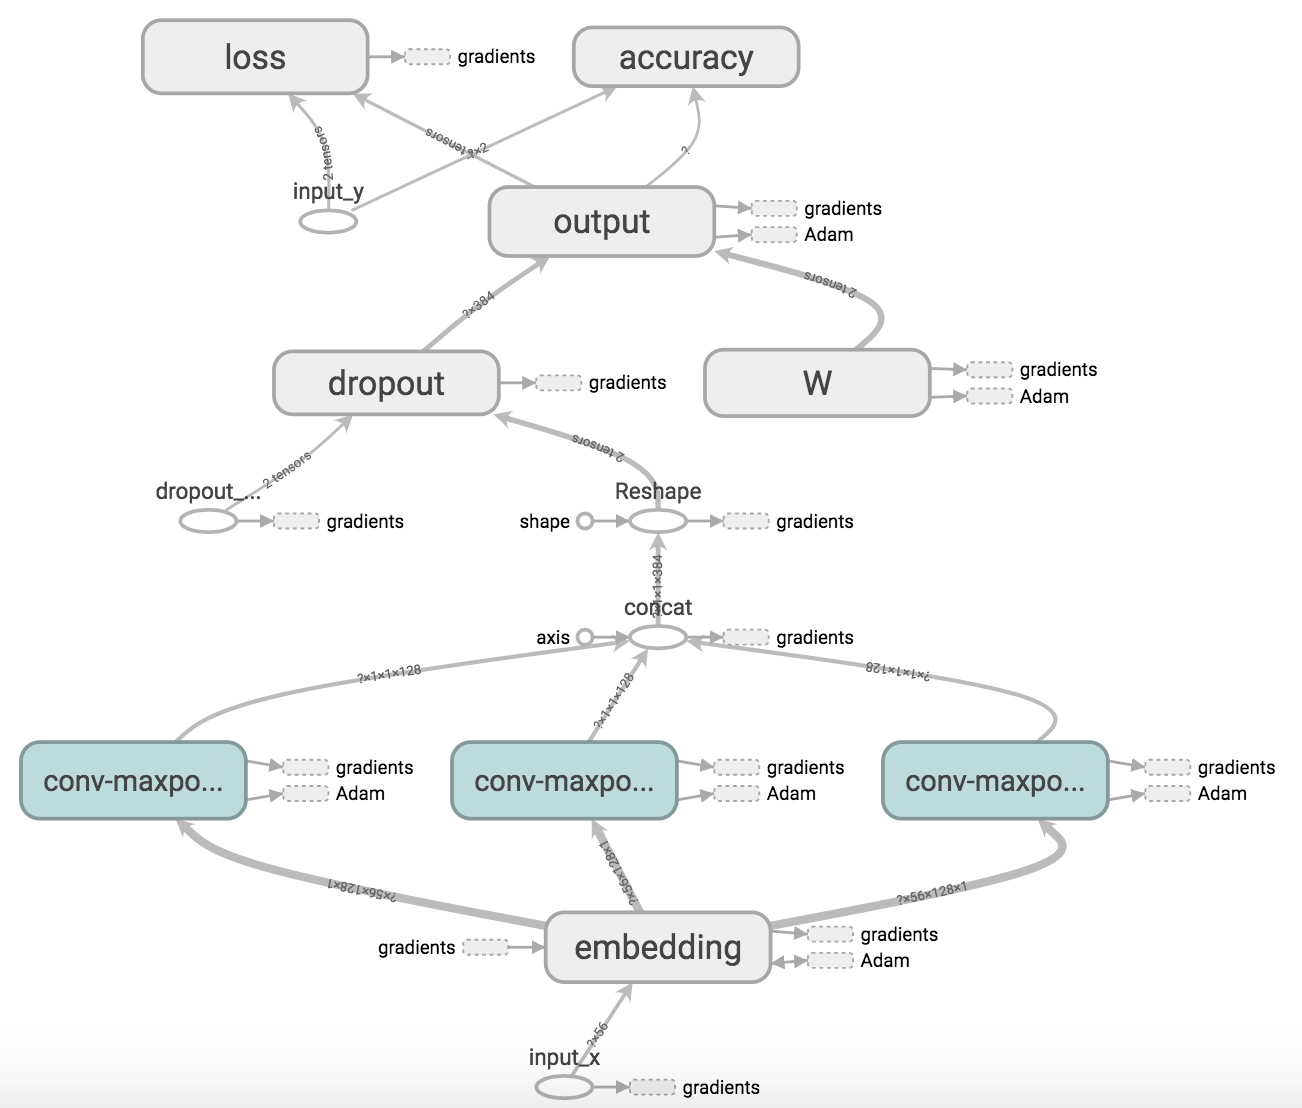 loss
gradients
accuracy
2 tensors
?×2
tensors
?
input_y
output
gradients
Adam
?×384
2 tensors
dropout
gradients
W
gradients
Adam
2 tensors
2 tensors
dropout_...
gradients
Reshape
shape
gradients
?×1×1×384
concat
axis
gradients
?×1×1×128
?×1×1×128
?×1×1×128
conv-maxpo...
gradients
Adam
conv-maxpo...
gradients
Adam
conv-maxpo...
gradients
Adam
?×56×128×1
?×56×128×1
?×56×128×1
gradients
embedding
gradients
Adam
?×56
input_x
gradients